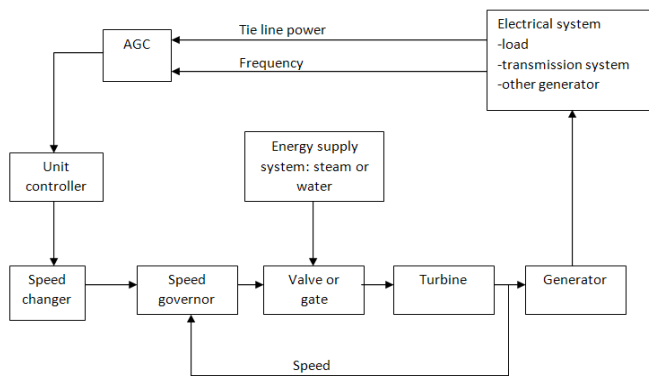 Tie line power
AGC
Frequency
Electrical system
-load
-transmission system
-other generator
Unit
controller
Energy supply
system: steam or
water
Speed
changer
Speed
governor
Valve or
gate
Turbine
Generator
Speed